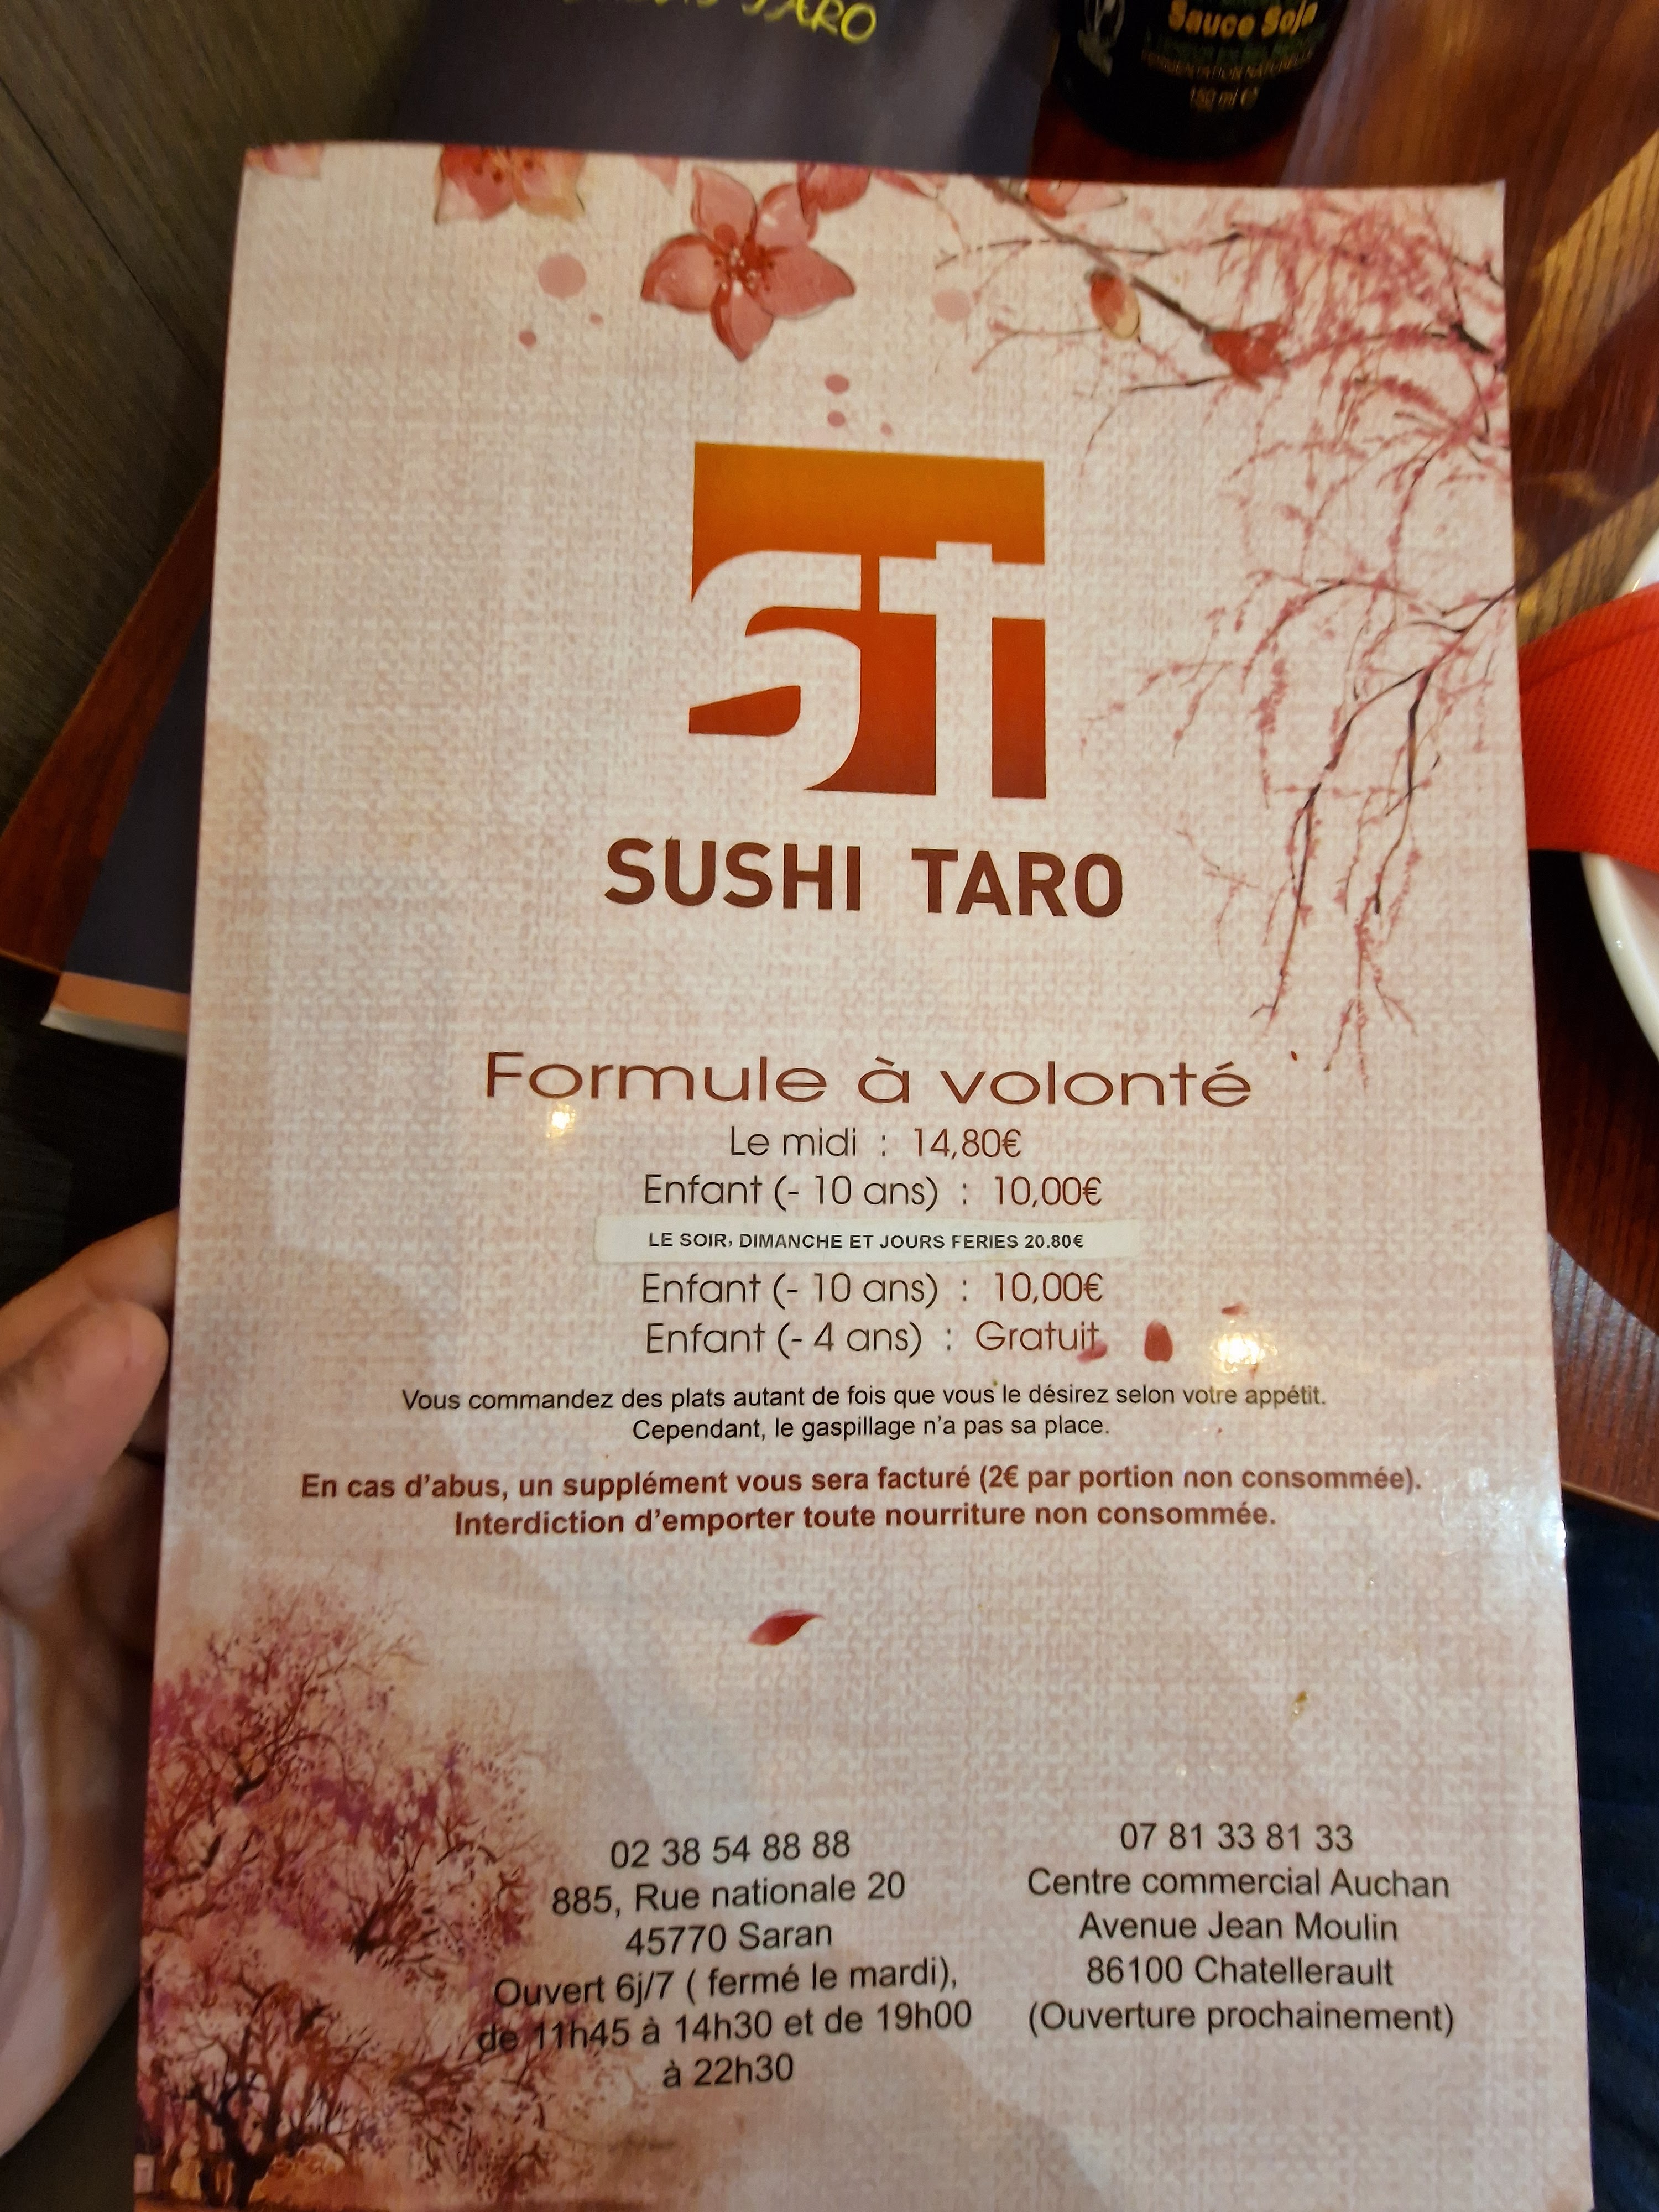 TARO
Sauce Soja
150 ml e
st
SUSHI TARO
Formule à volonté
Le midi : 14,80€
Enfant (- 10 ans) : 10,00€
LE SOIR, DIMANCHE ET JOURS FERIES 20.80€
Enfant (- 10 ans) : 10,00€
Enfant (- 4 ans) : Gratuit
Vous commandez des plats autant de fois que vous le désirez selon votre appétit.
Cependant, le gaspillage n'a pas sa place.
En cas d'abus, un supplément vous sera facturé (2€ par portion non consommée).
Interdiction d'emporter toute nourriture non consommée.
02 38 54 88 88
885, Rue nationale 20
45770 Saran
Ouvert 6j/7 ( fermé le mardi),
de 11h45 à 14h30 et de 19h00
à 22h30
07 81 33 81 33
Centre commercial Auchan
Avenue Jean Moulin
86100 Chatellerault
(Ouverture prochainement)